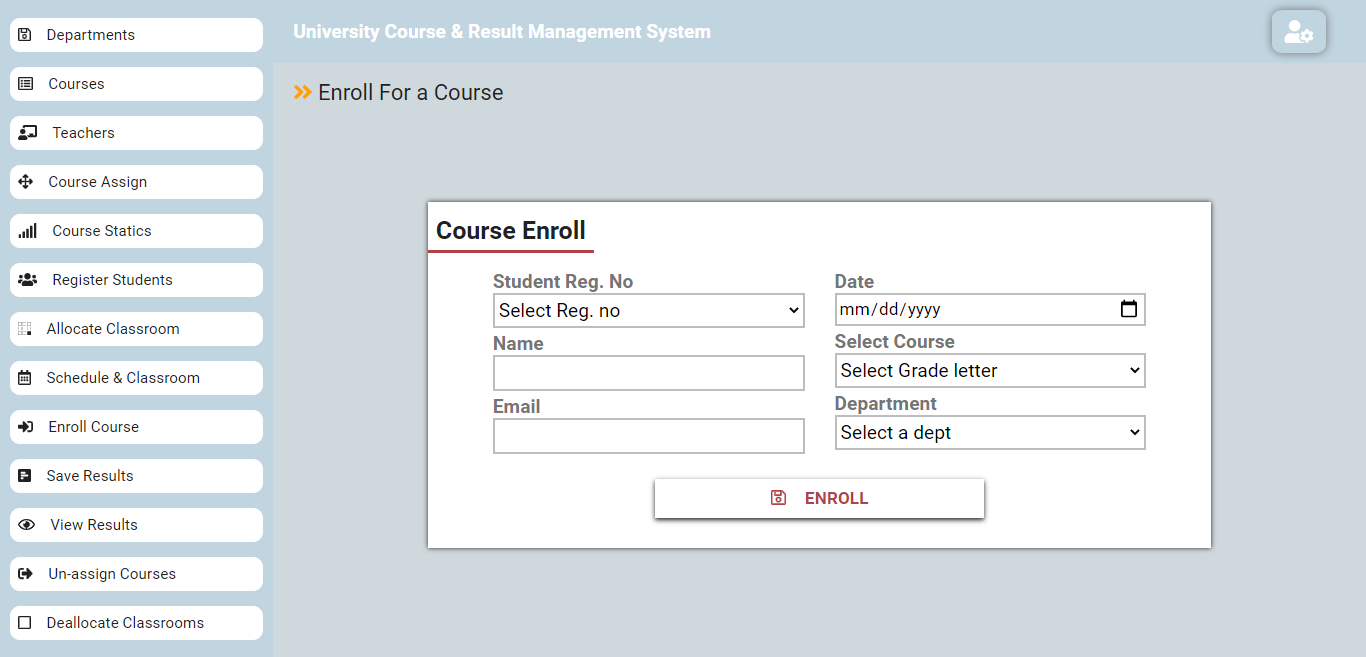 Departments
Courses
Teachers
Course Assign
Course Statics
Register Students
Allocate Classroom
Schedule & Classroom
Enroll Course
Save Results
View Results
Un-assign Courses
Deallocate Classrooms
University Course & Result Management System
Enroll For a Course
Course Enroll
Student Reg. No
Select Reg. no
Name
Email
Date
mm/dd/yyyy
Select Course
Select Grade letter
Department
Select a dept
ENROLL